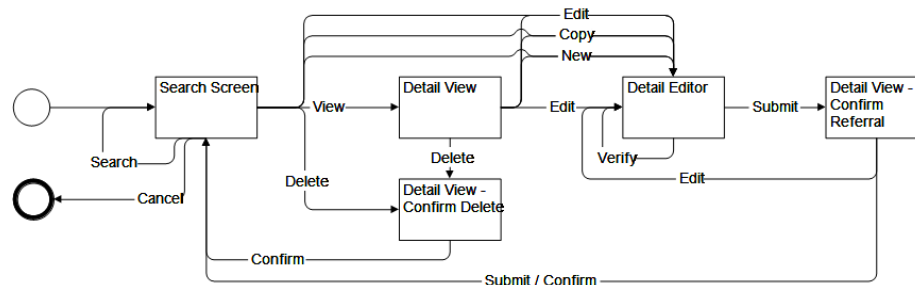 Edit
Copy
New
Search Screen
View
Detail View
Edit
Detail Editor
Submit
Detail View -
Confirm
Referral
Search
Delete
Verify
Delete
Edit
Cancel
Detail View -
Confirm Delete
Confirm
Submit / Confirm